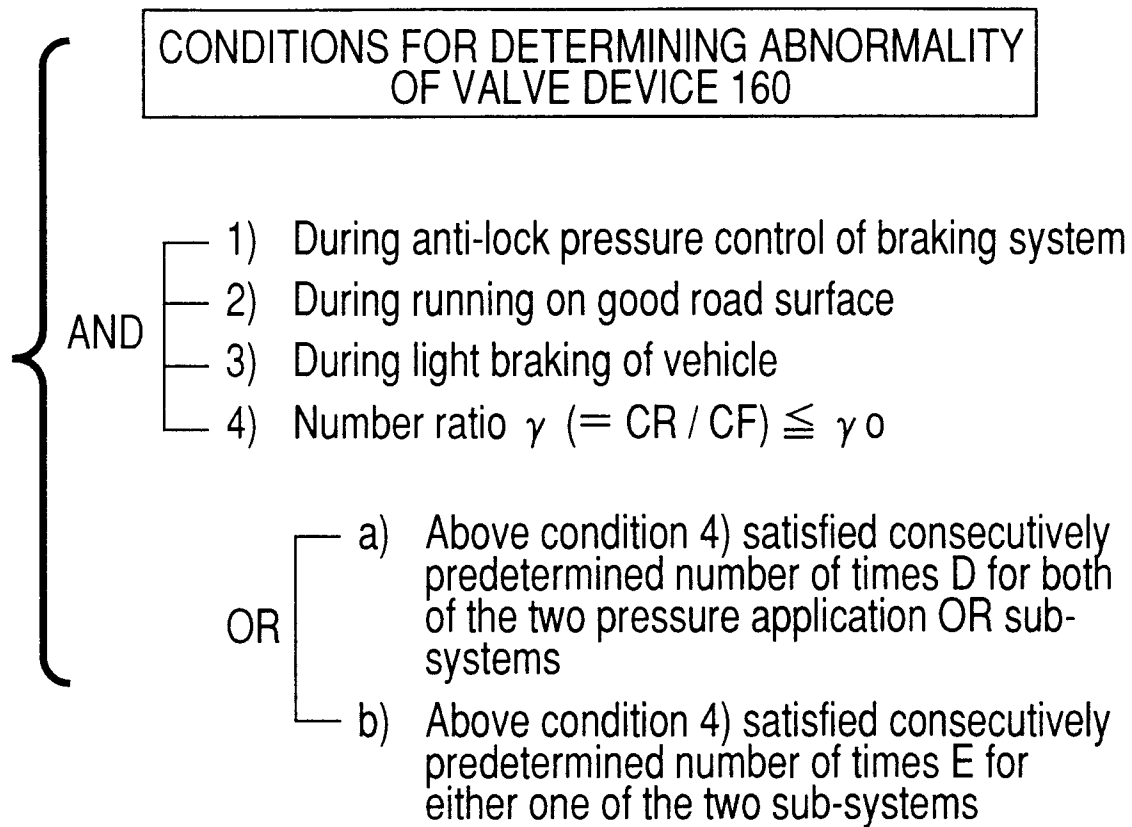 CONDITIONS FOR DETERMINING ABNORMALITY
OF VALVE DEVICE 160
AND
1) During anti-lock pressure control of braking system
2) During running on good road surface
3) During light braking of vehicle
4) Number ratio γ (= CR / CF) ≦ γ o
OR
a) Above condition 4) satisfied consecutively
predetermined number of times D for both
of the two pressure application OR sub-
systems
b) Above condition 4) satisfied consecutively
predetermined number of times E for
either one of the two sub-systems